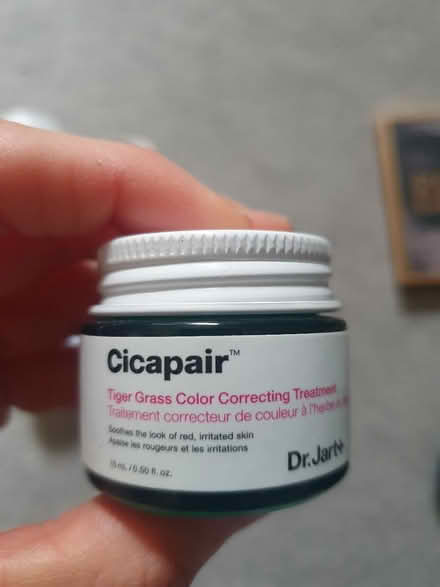 Cicapair™
Tiger Grass Color Correcting Treatment
Traitement correcteur de couleur à l'herbe
Soothes the look of red, irritated skin
Apaise les rougeurs et les irritations
15 mL / 0.50 fl. oz.
Dr.Jart+